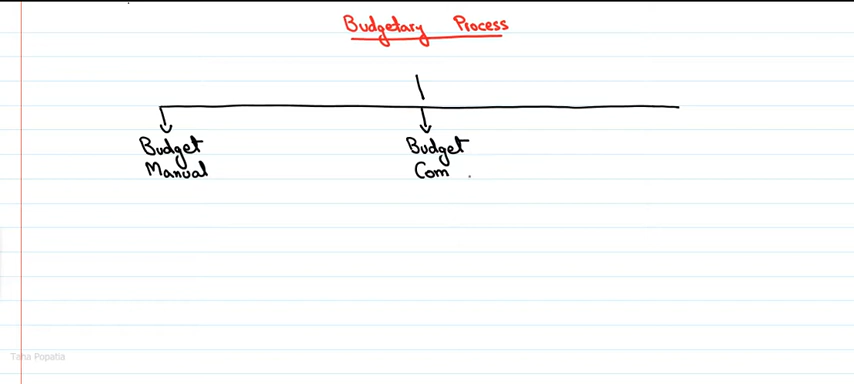 Budgetary Process
Budget
Manual
Budget
Com
Taha Popatia